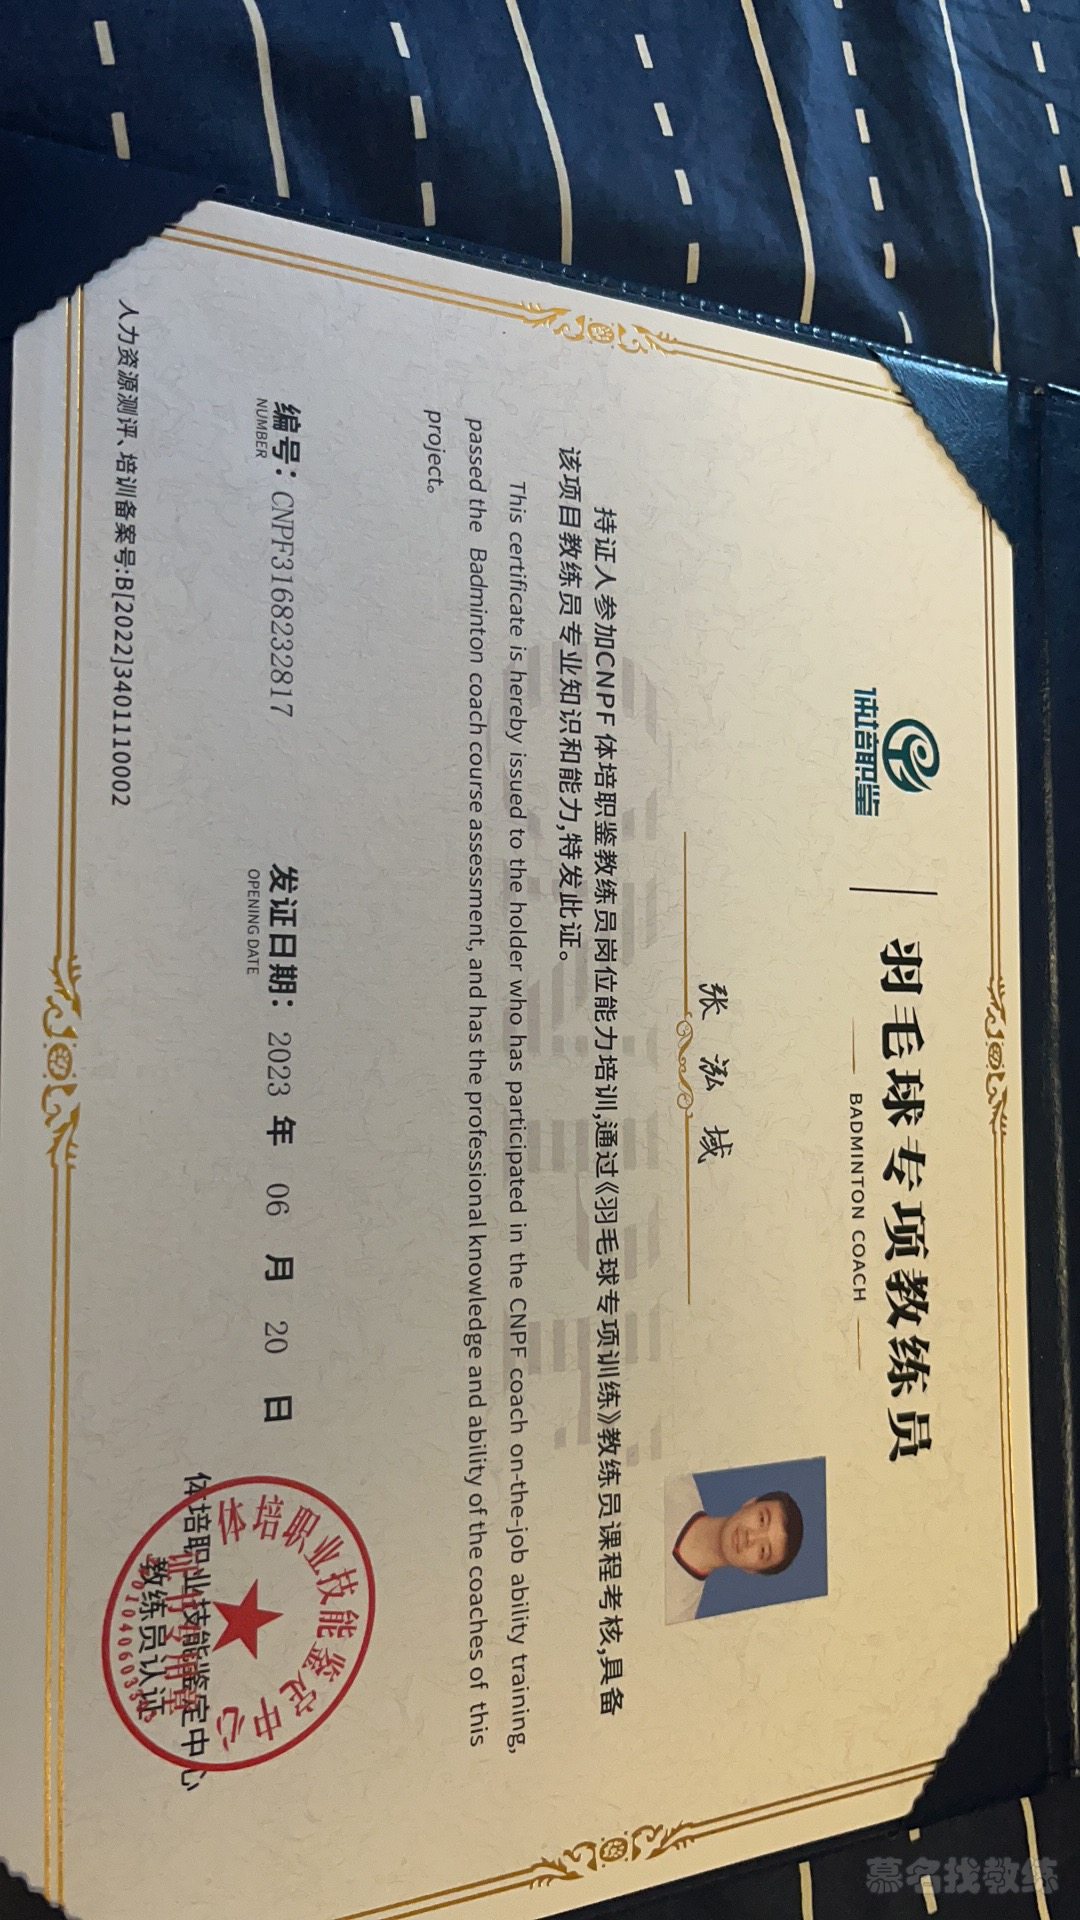 体培职鉴
羽毛球专项教练员
BADMINTON COACH
张泓域
持证人参加CNPF体培职鉴教练员岗位能力培训,通过《羽毛球专项训练》教练员课程考核,具备
该项目教练员专业知识和能力,特发此证。
This certificate is hereby issued to the holder who has participated in the CNPF coach on-the-job ability training,
passed the Badminton coach course assessment, and has the professional knowledge and ability of the coaches of this
project。
编号：CNPF3168232817
NUMBER
发证日期：2023 年 06 月 20 日
OPENING DATE
体培职业技能鉴定中心
教练员认证
体培职业技能鉴定中心
人力资源测评、培训备案号:B[2022]3401110002
慕名找教练